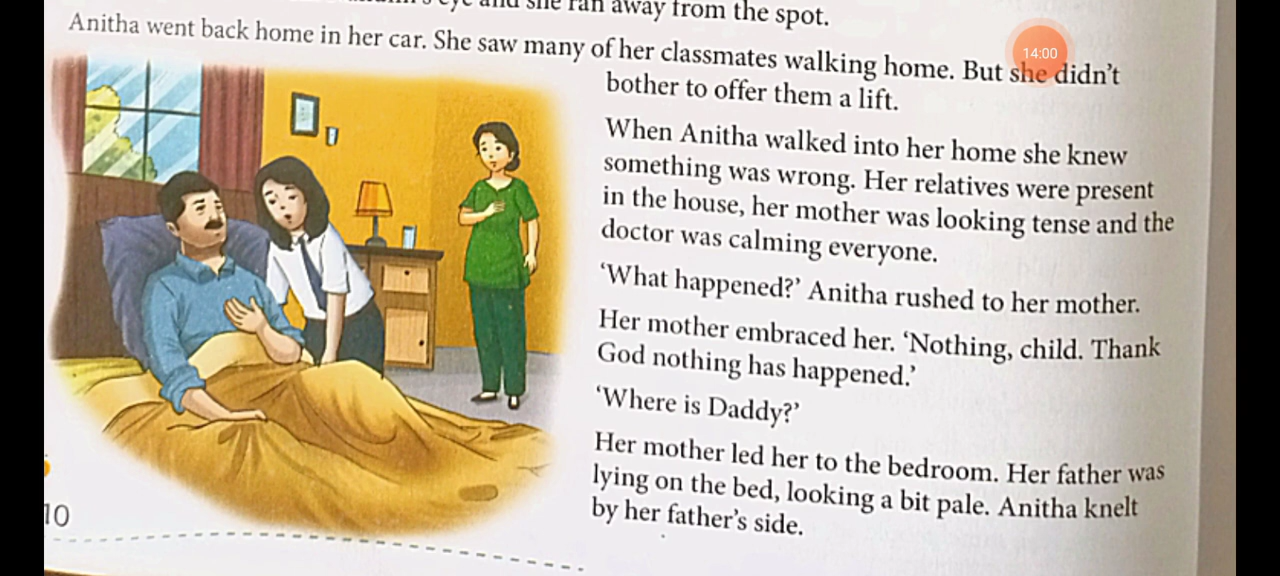 eye and she ran away from the spot.
Anitha went back home in her car. She saw many of her classmates walking home. But she didn't
bother to offer them a lift.
When Anitha walked into her home she knew
something was wrong. Her relatives were present
in the house, her mother was looking tense and the
doctor was calming everyone.
‘What happened?’ Anitha rushed to her mother.
Her mother embraced her. ‘Nothing, child. Thank
God nothing has happened.’
‘Where is Daddy?’
Her mother led her to the bedroom. Her father was
lying on the bed, looking a bit pale. Anitha knelt
by her father's side.
10
14:00